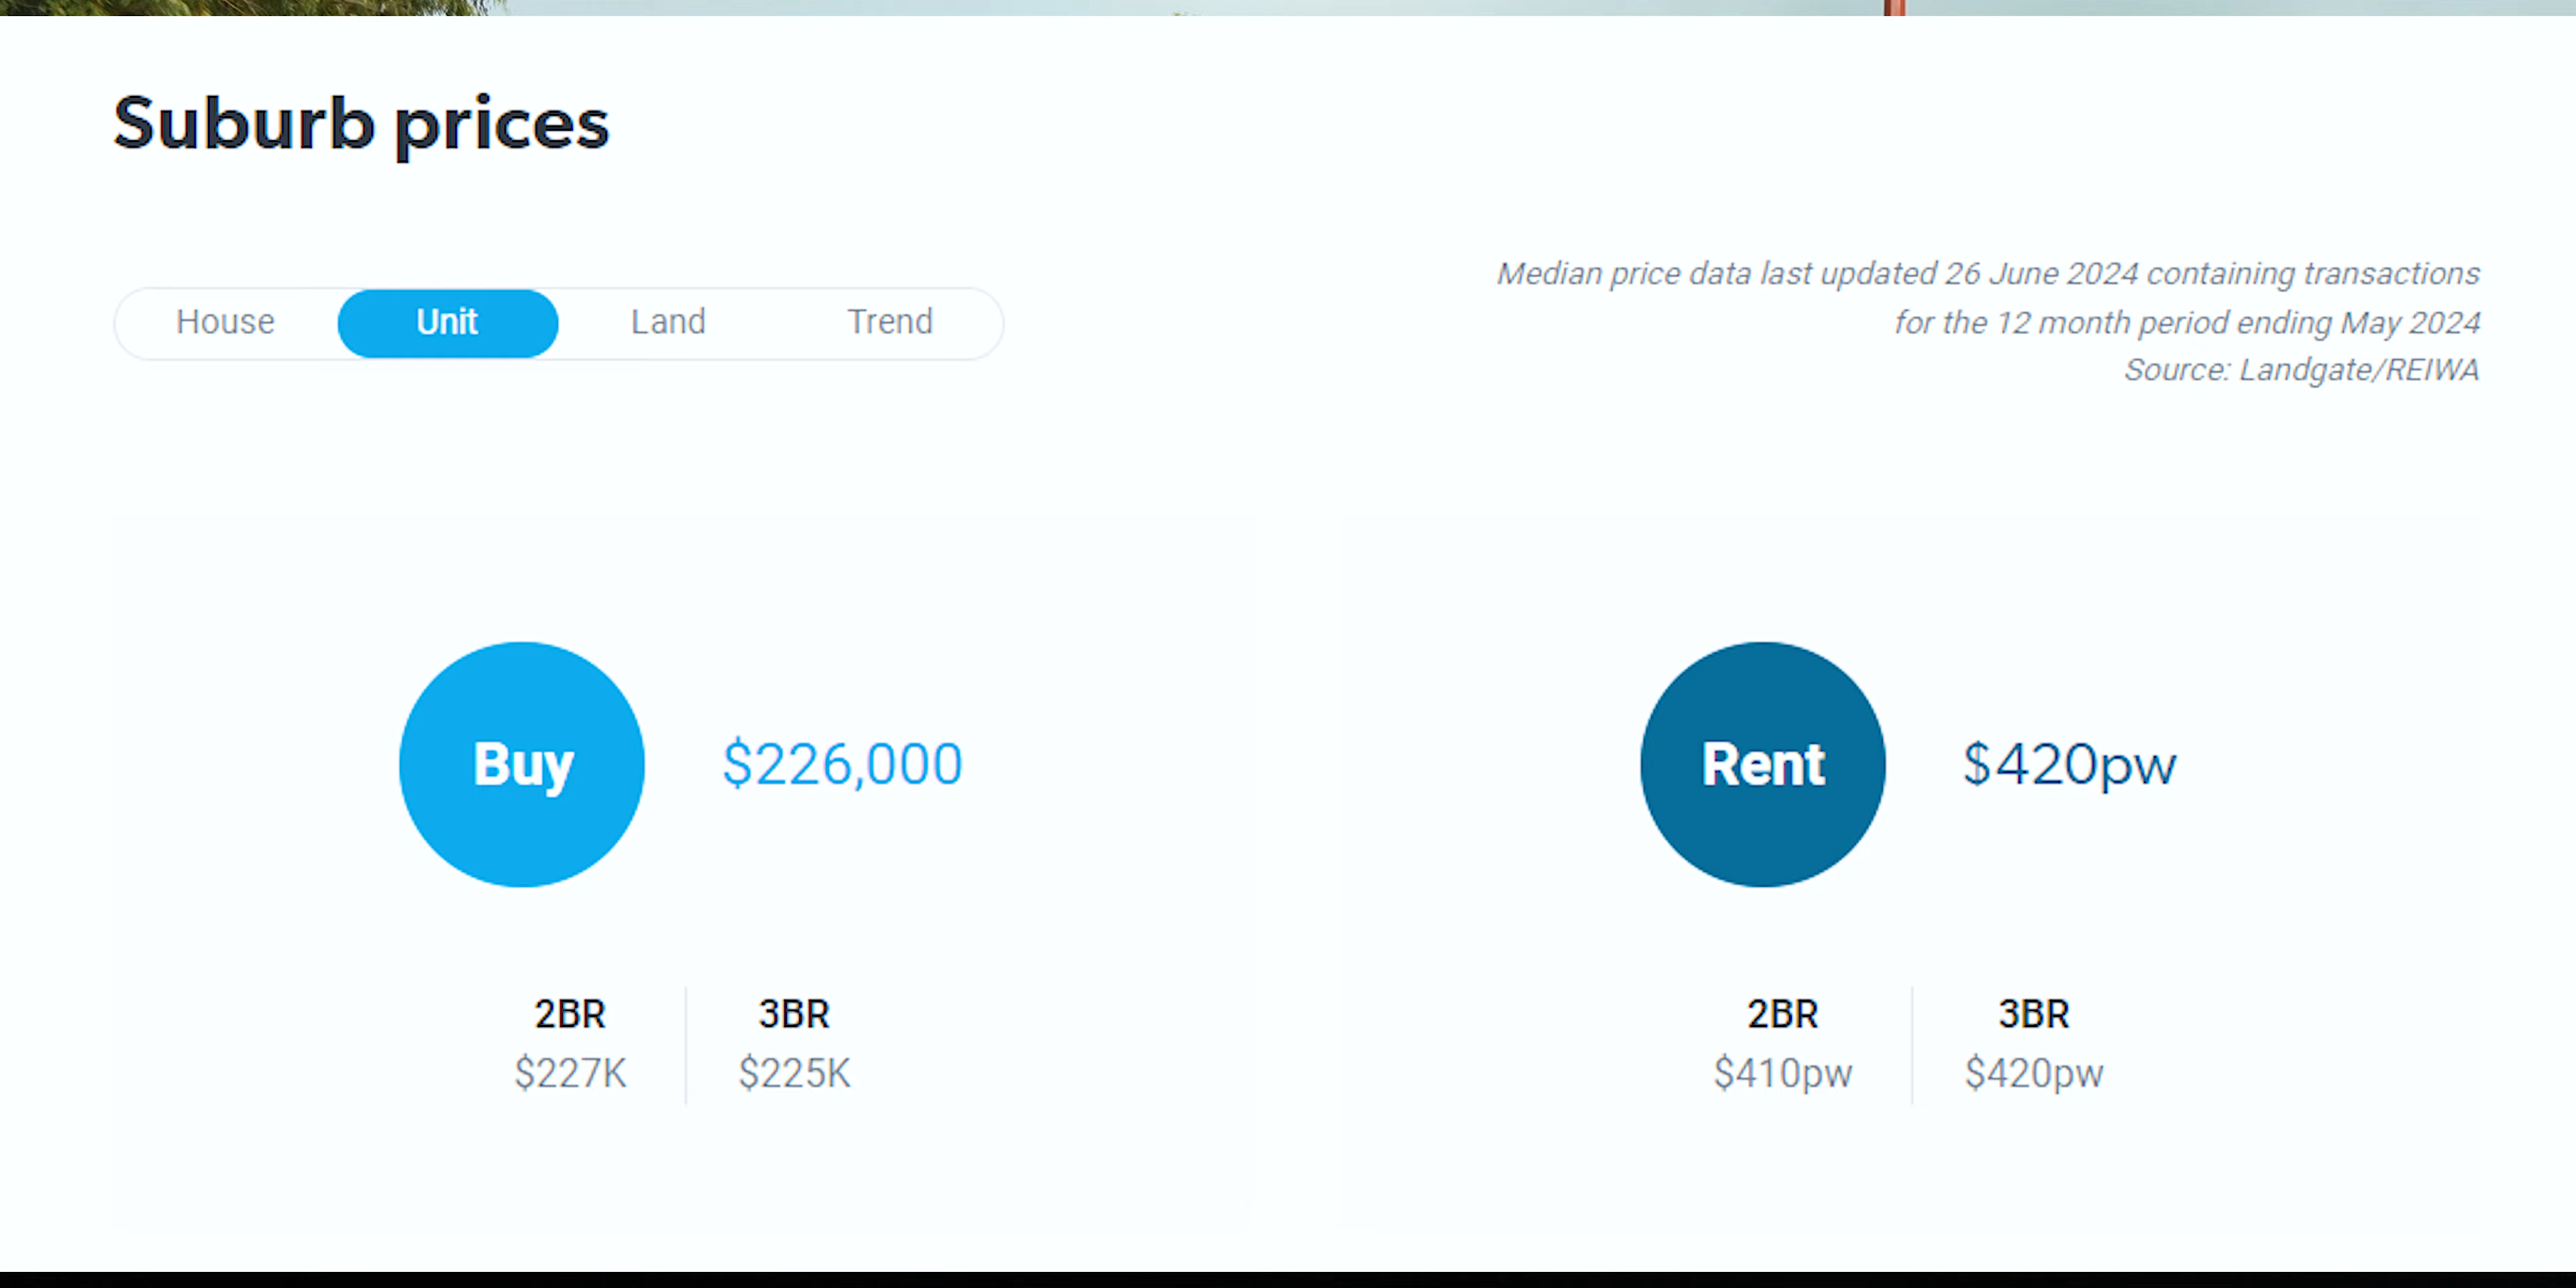 Suburb prices
House Unit Land Trend
Median price data last updated 26 June 2024 containing transactions
for the 12 month period ending May 2024
Source: Landgate/REIWA
Buy $226,000
2BR 3BR
$227K $225K
Rent $420pw
2BR 3BR
$410pw $420pw